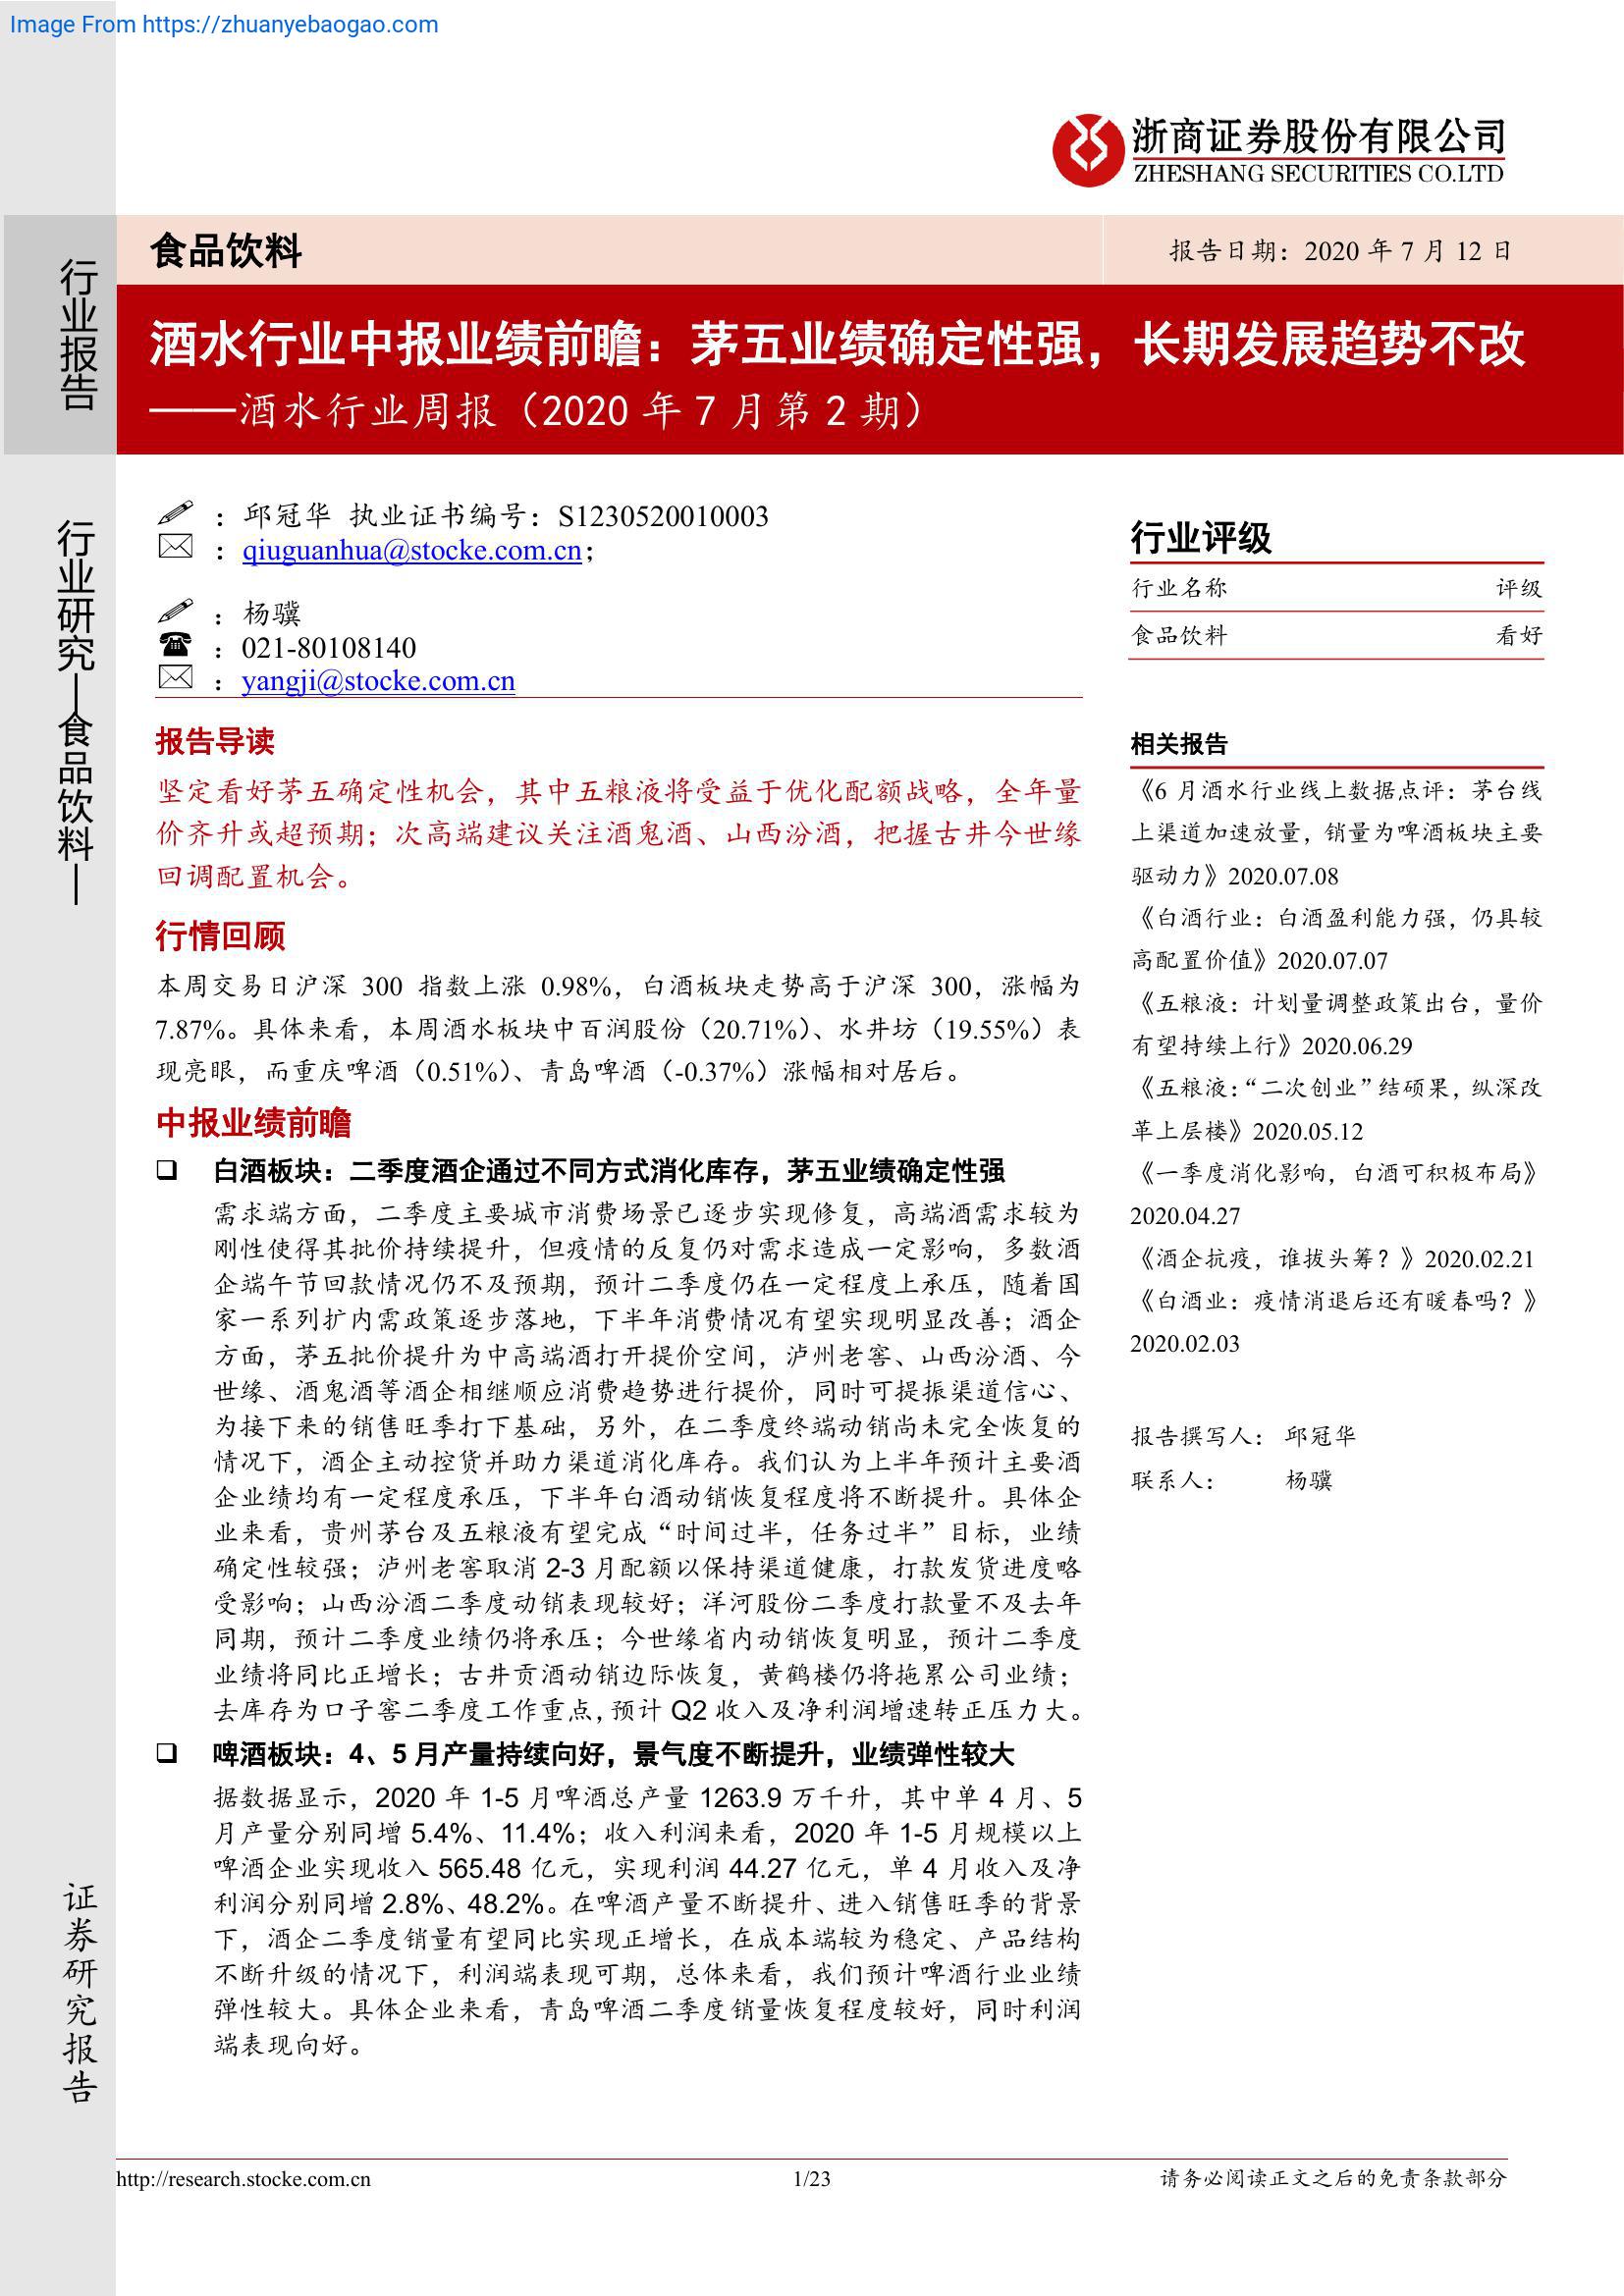 Image From https://zhuanyebaogao.com
浙商证券股份有限公司
ZHESHANG SECURITIES CO.LTD
行业报告
食品饮料
报告日期：2020 年 7 月 12 日
酒水行业中报业绩前瞻：茅五业绩确定性强，长期发展趋势不改
——酒水行业周报（2020 年 7 月第 2 期）
行业研究—食品饮料—
：邱冠华 执业证书编号：S1230520010003
：qiuguanhua@stocke.com.cn；
：杨骥
：021-80108140
：yangji@stocke.com.cn
报告导读
坚定看好茅五确定性机会，其中五粮液将受益于优化配额战略，全年量
价齐升或超预期；次高端建议关注酒鬼酒、山西汾酒，把握古井今世缘
回调配置机会。
行情回顾
本周交易日沪深 300 指数上涨 0.98%，白酒板块走势高于沪深 300，涨幅为
7.87%。具体来看，本周酒水板块中百润股份（20.71%）、水井坊（19.55%）表
现亮眼，而重庆啤酒（0.51%）、青岛啤酒（-0.37%）涨幅相对居后。
中报业绩前瞻
❑ 白酒板块：二季度酒企通过不同方式消化库存，茅五业绩确定性强
需求端方面，二季度主要城市消费场景已逐步实现修复，高端酒需求较为
刚性使得其批价持续提升，但疫情的反复仍对需求造成一定影响，多数酒
企端午节回款情况仍不及预期，预计二季度仍在一定程度上承压，随着国
家一系列扩内需政策逐步落地，下半年消费情况有望实现明显改善；酒企
方面，茅五批价提升为中高端酒打开提价空间，泸州老窖、山西汾酒、今
世缘、酒鬼酒等酒企相继顺应消费趋势进行提价，同时可提振渠道信心、
为接下来的销售旺季打下基础，另外，在二季度终端动销尚未完全恢复的
情况下，酒企主动控货并助力渠道消化库存。我们认为上半年预计主要酒
企业绩均有一定程度承压，下半年白酒动销恢复程度将不断提升。具体企
业来看，贵州茅台及五粮液有望完成“时间过半，任务过半”目标，业绩
确定性较强；泸州老窖取消 2-3 月配额以保持渠道健康，打款发货进度略
受影响；山西汾酒二季度动销表现较好；洋河股份二季度打款量不及去年
同期，预计二季度业绩仍将承压；今世缘省内动销恢复明显，预计二季度
业绩将同比正增长；古井贡酒动销边际恢复，黄鹤楼仍将拖累公司业绩；
去库存为口子窖二季度工作重点，预计 Q2 收入及净利润增速转正压力大。
❑ 啤酒板块：4、5 月产量持续向好，景气度不断提升，业绩弹性较大
据数据显示，2020 年 1-5 月啤酒总产量 1263.9 万千升，其中单 4 月、5
月产量分别同增 5.4%、11.4%；收入利润来看，2020 年 1-5 月规模以上
啤酒企业实现收入 565.48 亿元，实现利润 44.27 亿元，单 4 月收入及净
利润分别同增 2.8%、48.2%。在啤酒产量不断提升、进入销售旺季的背景
下，酒企二季度销量有望同比实现正增长，在成本端较为稳定、产品结构
不断升级的情况下，利润端表现可期，总体来看，我们预计啤酒行业业绩
弹性较大。具体企业来看，青岛啤酒二季度销量恢复程度较好，同时利润
端表现向好。
行业评级
行业名称 评级
食品饮料 看好
相关报告
《6 月酒水行业线上数据点评：茅台线
上渠道加速放量，销量为啤酒板块主要
驱动力》2020.07.08
《白酒行业：白酒盈利能力强，仍具较
高配置价值》2020.07.07
《五粮液：计划量调整政策出台，量价
有望持续上行》2020.06.29
《五粮液：“二次创业”结硕果，纵深改
革上层楼》2020.05.12
《一季度消化影响，白酒可积极布局》
2020.04.27
《酒企抗疫，谁拔头筹？》2020.02.21
《白酒业：疫情消退后还有暖春吗？》
2020.02.03
报告撰写人： 邱冠华
联系人： 杨骥
证券研究报告
http://research.stocke.com.cn
1/23
请务必阅读正文之后的免责条款部分